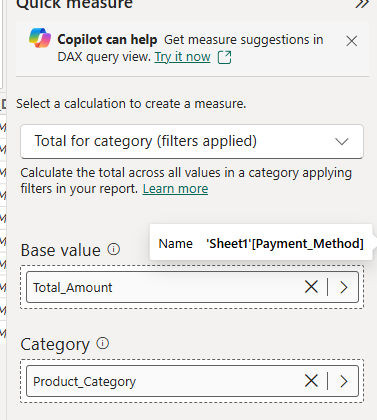 Quick measure
Copilot can help Get measure suggestions in
DAX query view. Try it now
Select a calculation to create a measure.
Total for category (filters applied)
Calculate the total across all values in a category applying
filters in your report. Learn more
Name 'Sheet1'[Payment_Method]
Base value
Total_Amount
Category
Product_Category